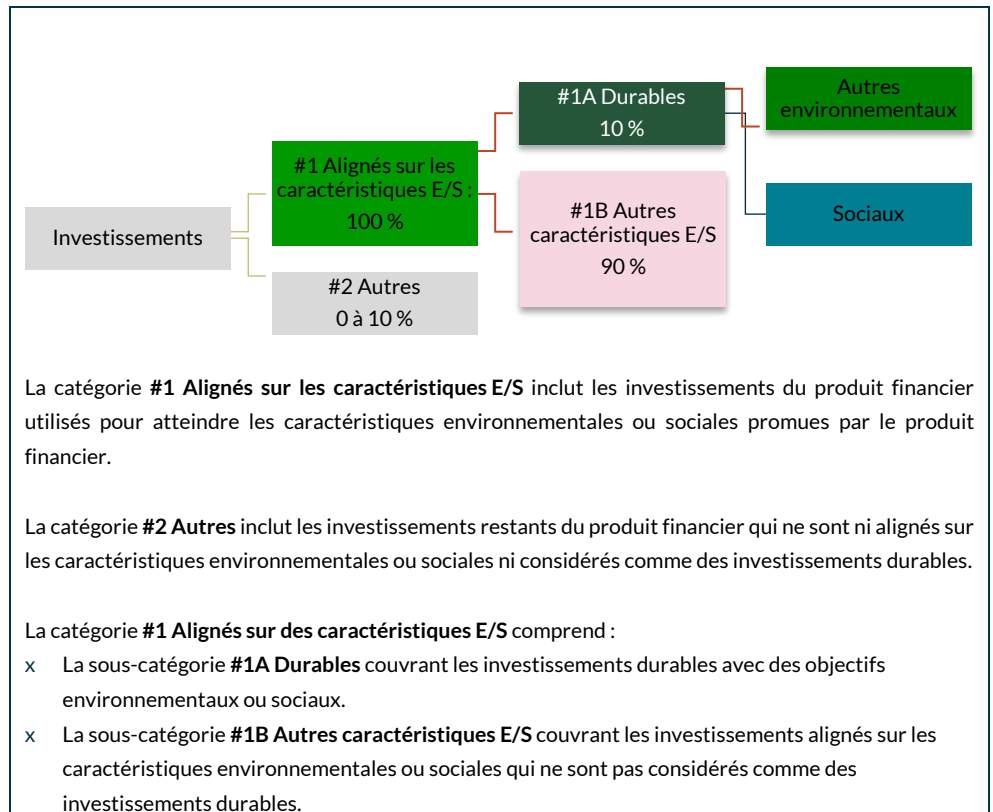 Investissements
#1 Alignés sur les
caractéristiques E/S :
100 %
#2 Autres
0 à 10 %
#1A Durables
10 %
#1B Autres
caractéristiques E/S
90 %
Autres
environnementaux
Sociaux
La catégorie #1 Alignés sur les caractéristiques E/S inclut les investissements du produit financier
utilisés pour atteindre les caractéristiques environnementales ou sociales promues par le produit
financier.
La catégorie #2 Autres inclut les investissements restants du produit financier qui ne sont ni alignés sur
les caractéristiques environnementales ou sociales ni considérés comme des investissements durables.
La catégorie #1 Alignés sur des caractéristiques E/S comprend :
x La sous-catégorie #1A Durables couvrant les investissements durables avec des objectifs
environnementaux ou sociaux.
x La sous-catégorie #1B Autres caractéristiques E/S couvrant les investissements alignés sur les
caractéristiques environnementales ou sociales qui ne sont pas considérés comme des
investissements durables.